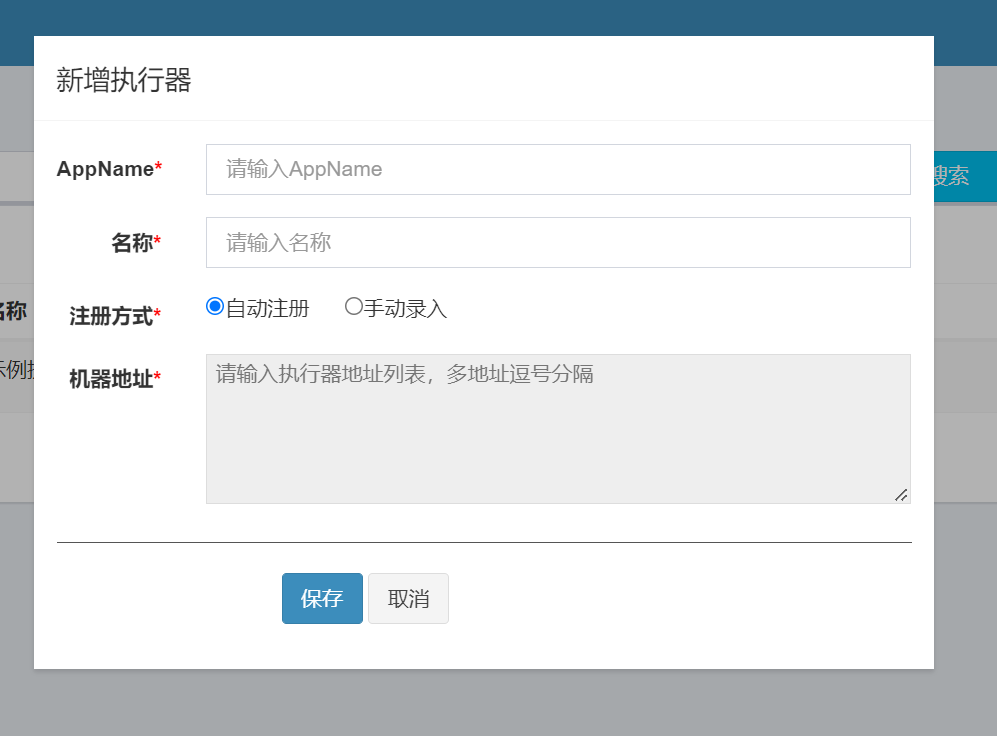 新增执行器
AppName*
请输入AppName
名称*
请输入名称
搜索
注册方式*
自动注册
手动录入
名称
示例执
机器地址*
请输入执行器地址列表，多地址逗号分隔
保存
取消